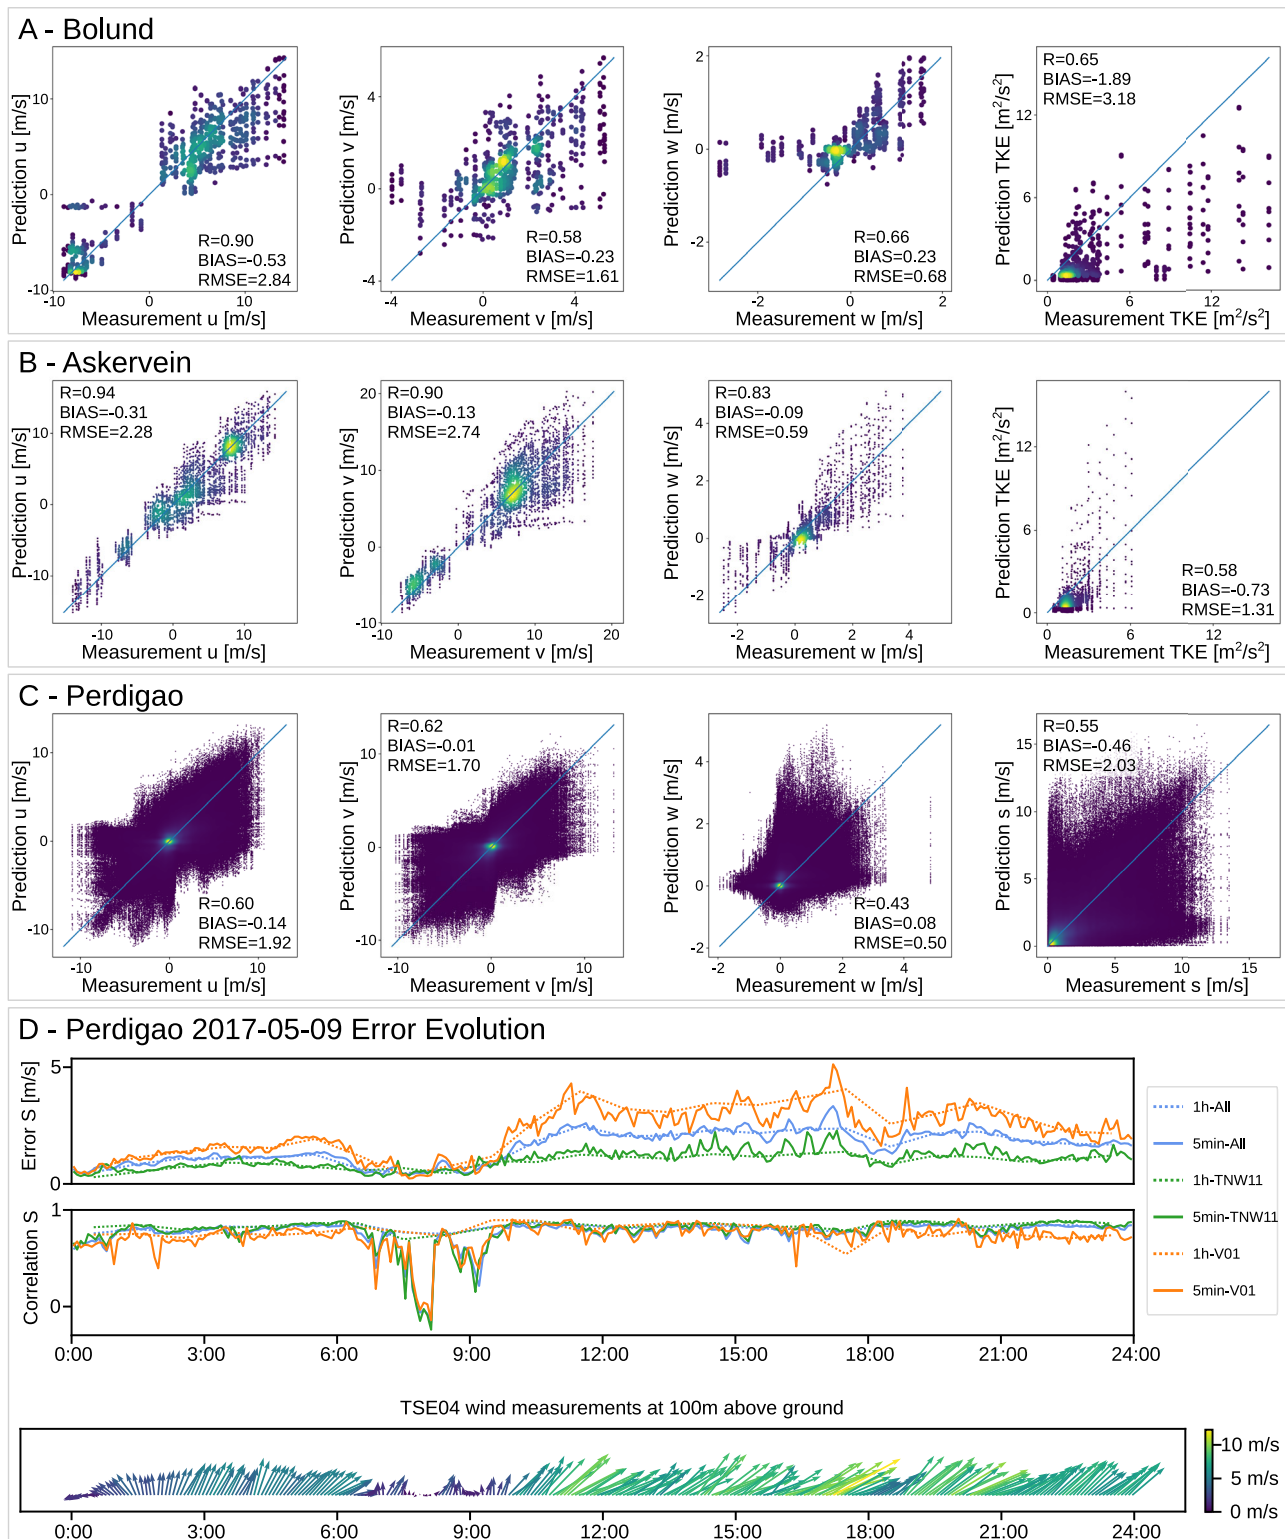 A - Bolund
Prediction u [m/s]
10
0
-10
-10
0
10
R=0.90
BIAS=-0.53
RMSE=2.84
Measurement u [m/s]
Prediction v [m/s]
4
0
-4
-4
0
4
R=0.58
BIAS=-0.23
RMSE=1.61
Measurement v [m/s]
Prediction w [m/s]
2
0
-2
-2
0
2
R=0.66
BIAS=0.23
RMSE=0.68
Measurement w [m/s]
Prediction TKE [m²/s²]
12
6
0
0
6
12
R=0.65
BIAS=-1.89
RMSE=3.18
Measurement TKE [m²/s²]
B - Askervein
Prediction u [m/s]
10
0
-10
-10
0
10
R=0.94
BIAS=-0.31
RMSE=2.28
Measurement u [m/s]
Prediction v [m/s]
20
10
0
-10
-10
0
10
20
R=0.90
BIAS=-0.13
RMSE=2.74
Measurement v [m/s]
Prediction w [m/s]
4
2
0
-2
-2
0
2
4
R=0.83
BIAS=-0.09
RMSE=0.59
Measurement w [m/s]
Prediction TKE [m²/s²]
12
6
0
0
6
12
R=0.58
BIAS=-0.73
RMSE=1.31
Measurement TKE [m²/s²]
C - Perdigao
Prediction u [m/s]
10
0
-10
-10
0
10
R=0.60
BIAS=-0.14
RMSE=1.92
Measurement u [m/s]
Prediction v [m/s]
10
0
-10
-10
0
10
R=0.62
BIAS=-0.01
RMSE=1.70
Measurement v [m/s]
Prediction w [m/s]
4
2
0
-2
-2
0
2
4
R=0.43
BIAS=0.08
RMSE=0.50
Measurement w [m/s]
Prediction s [m/s]
15
10
5
0
0
5
10
15
R=0.55
BIAS=-0.46
RMSE=2.03
Measurement s [m/s]
D - Perdigao 2017-05-09 Error Evolution
Error S [m/s]
5
0
Correlation S
1
0
0:00
3:00
6:00
9:00
12:00
15:00
18:00
21:00
24:00
1h-All
5min-All
1h-TNW11
5min-TNW11
1h-V01
5min-V01
TSE04 wind measurements at 100m above ground
10 m/s
5 m/s
0 m/s
0:00
3:00
6:00
9:00
12:00
15:00
18:00
21:00
24:00